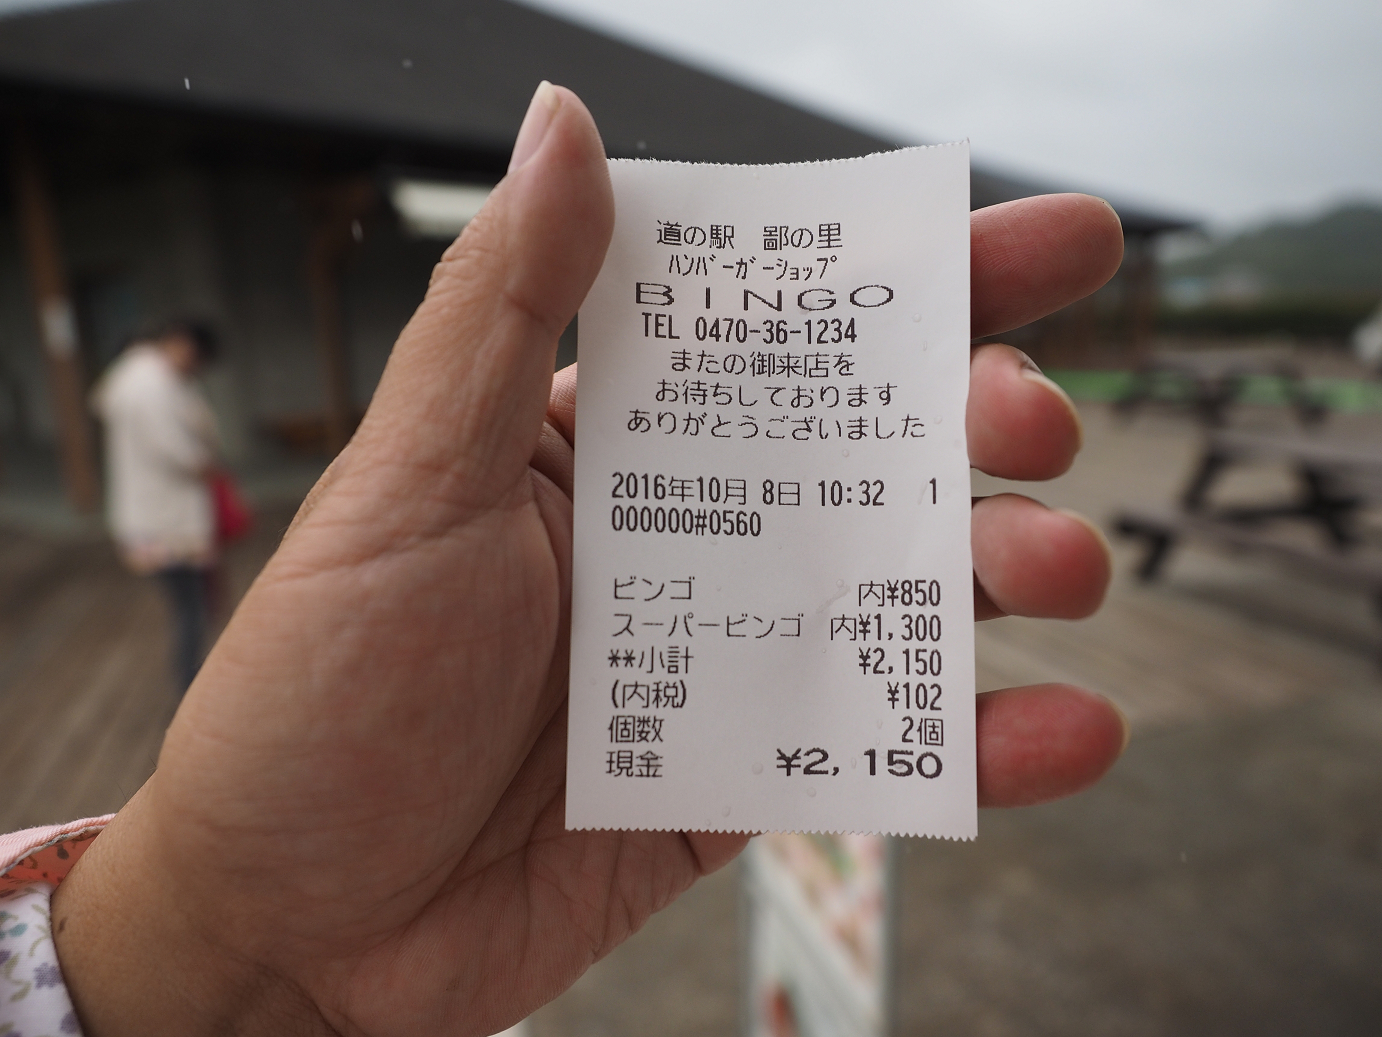 道の駅 鄙の里
ﾊﾝﾊﾞｰｶﾞｰショップ
BINGO
TEL 0470-36-1234
またの御来店を
お待ちしております
ありがとうございました
2016年10月 8日 10:32 1
000000#0560
ビンゴ 内¥850
スーパービンゴ 内¥1,300
**小計 ¥2,150
(内税) ¥102
個数 2個
現金 ¥2,150